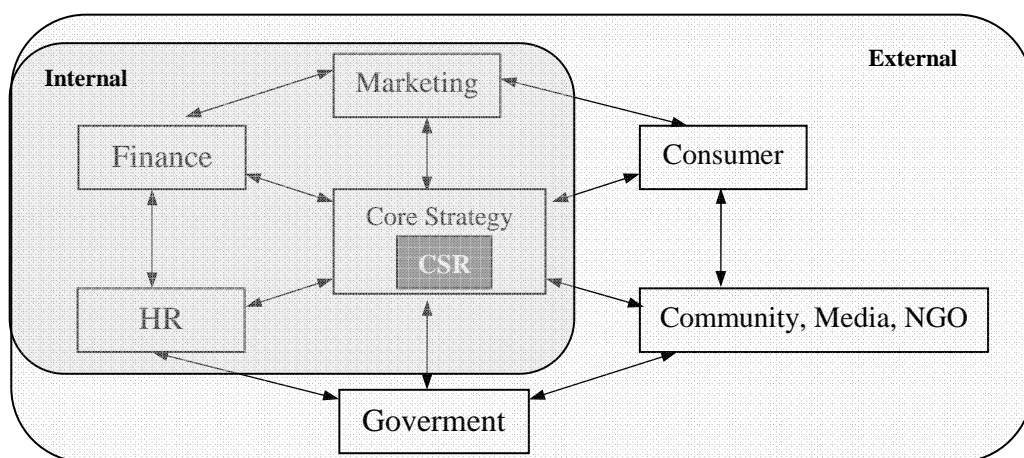 External
Internal
Marketing
Finance
Consumer
Core Strategy
CSR
HR
Community, Media, NGO
Goverment